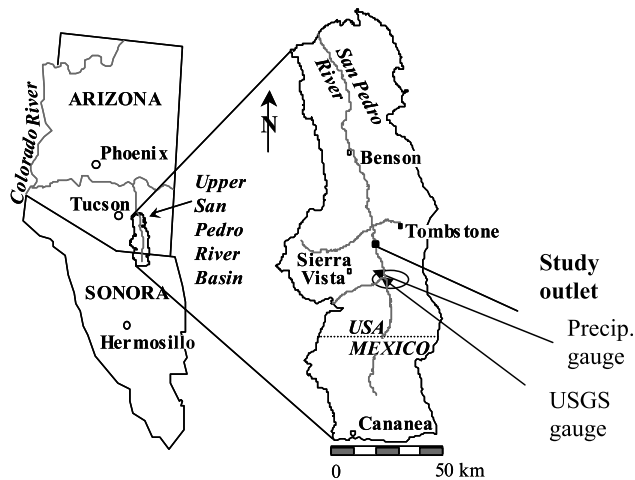 Colorado River
ARIZONA
Phoenix
Tucson
Upper
San
Pedro
River
Basin
SONORA
Hermosillo
N
San Pedro
River
Benson
Tombstone
Sierra
Vista
Study
outlet
Precip.
gauge
USGS
gauge
USA
MEXICO
Cananea
0 50 km